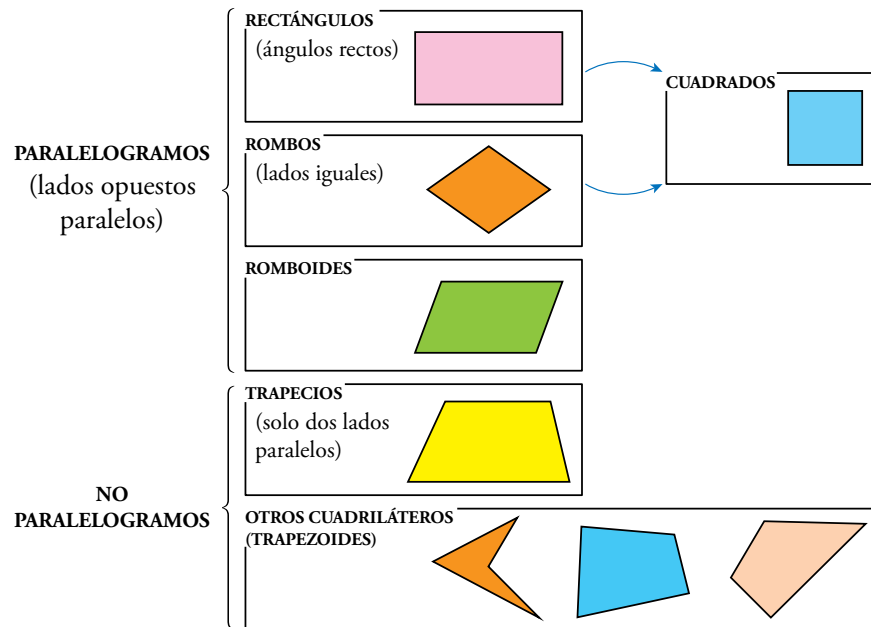 PARALELOGRAMOS
(lados opuestos
paralelos)
RECTÁNGULOS
(ángulos rectos)
CUADRADOS
ROMBOS
(lados iguales)
ROMBOIDES
NO
PARALELOGRAMOS
TRAPECIOS
(solo dos lados
paralelos)
OTROS CUADRILÁTEROS
(TRAPEZOIDES)